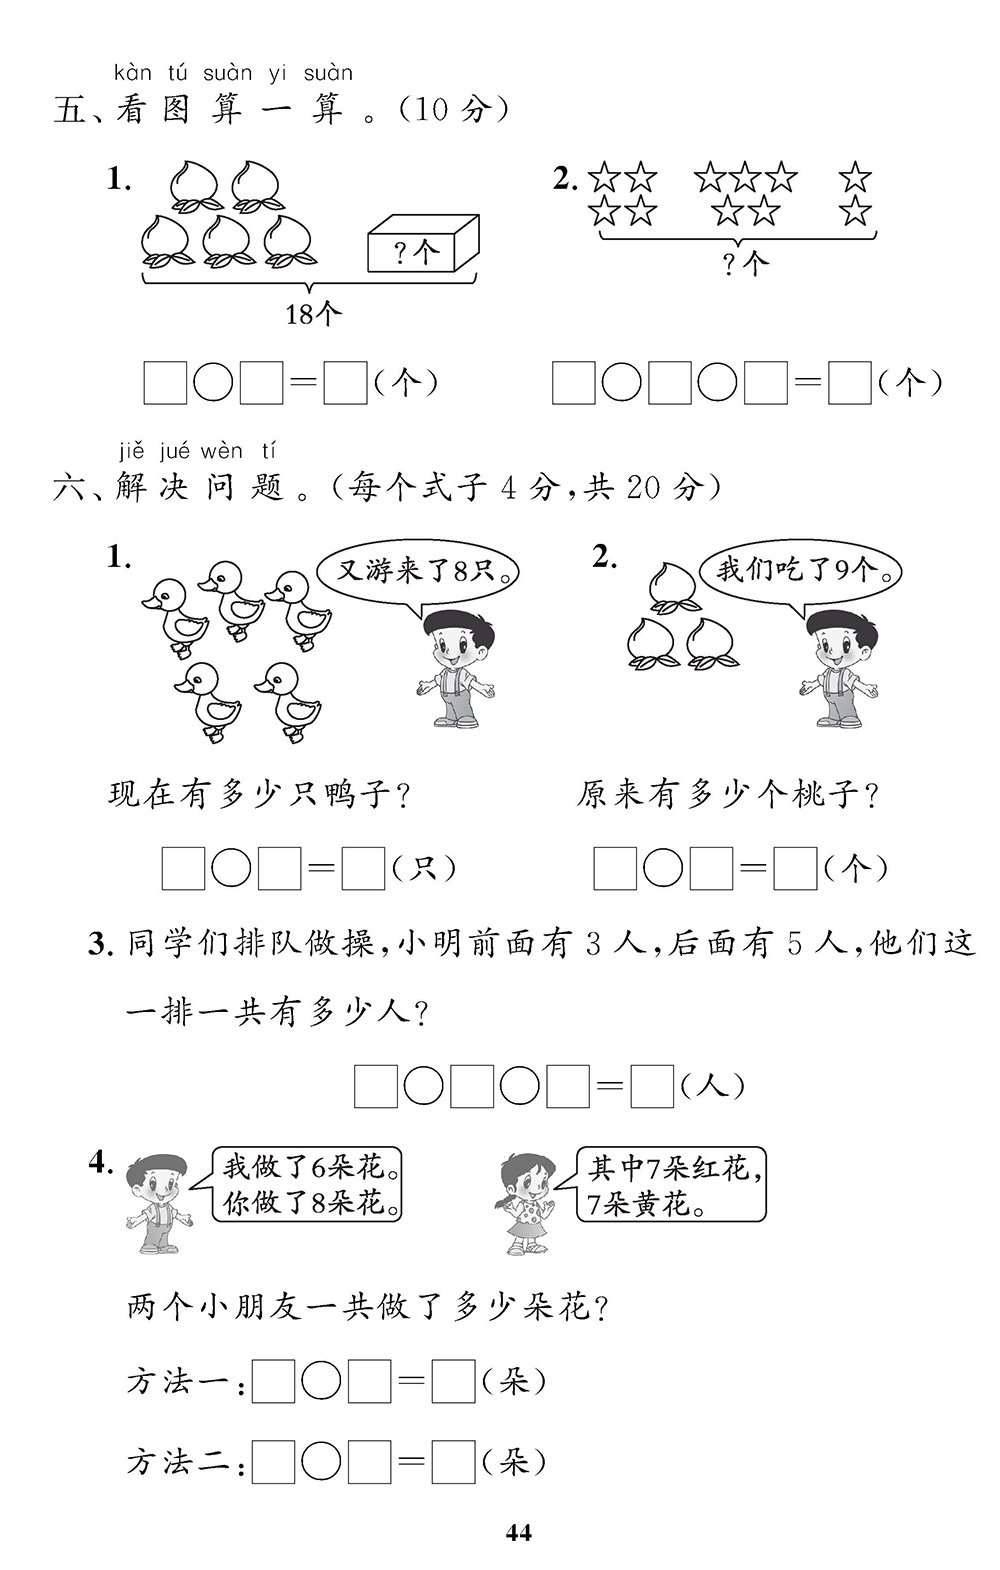 kàn tú suàn yi suàn
五、看图算一算。(10分)
1.
?个
18个
2.
?个
□○□=□(个)
□○□○□=□(个)
jiě jué wèn tí
六、解决问题。(每个式子4分,共20分)
1.
又游来了8只。
2.
我们吃了9个。
现在有多少只鸭子?
原来有多少个桃子?
□○□=□(只)
□○□=□(个)
3. 同学们排队做操,小明前面有3人,后面有5人,他们这
一排一共有多少人?
□○□○□=□(人)
4.
我做了6朵花。
你做了8朵花。
其中7朵红花,
7朵黄花。
两个小朋友一共做了多少朵花?
方法一:□○□=□(朵)
方法二:□○□=□(朵)
44